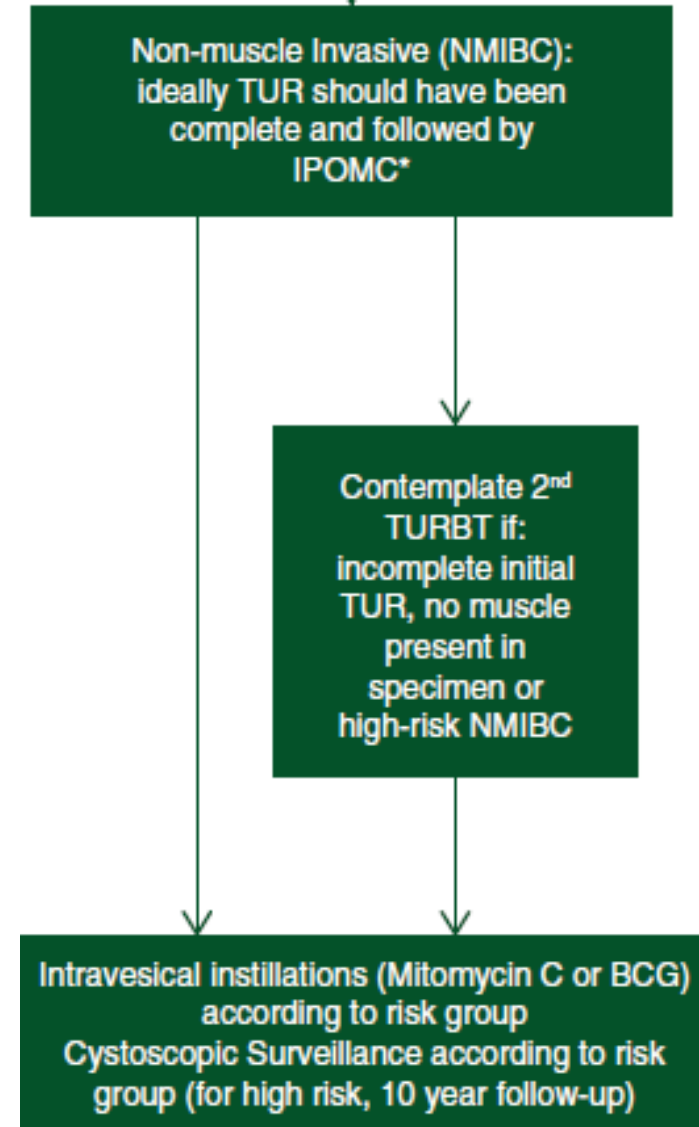 Non-muscle Invasive (NMIBC):
ideally TUR should have been
complete and followed by
IPOMC*
Contemplate 2nd
TURBT if:
incomplete initial
TUR, no muscle
present in
specimen or
high-risk NMIBC
Intravesical instillations (Mitomycin C or BCG)
according to risk group
Cystoscopic Surveillance according to risk
group (for high risk, 10 year follow-up)